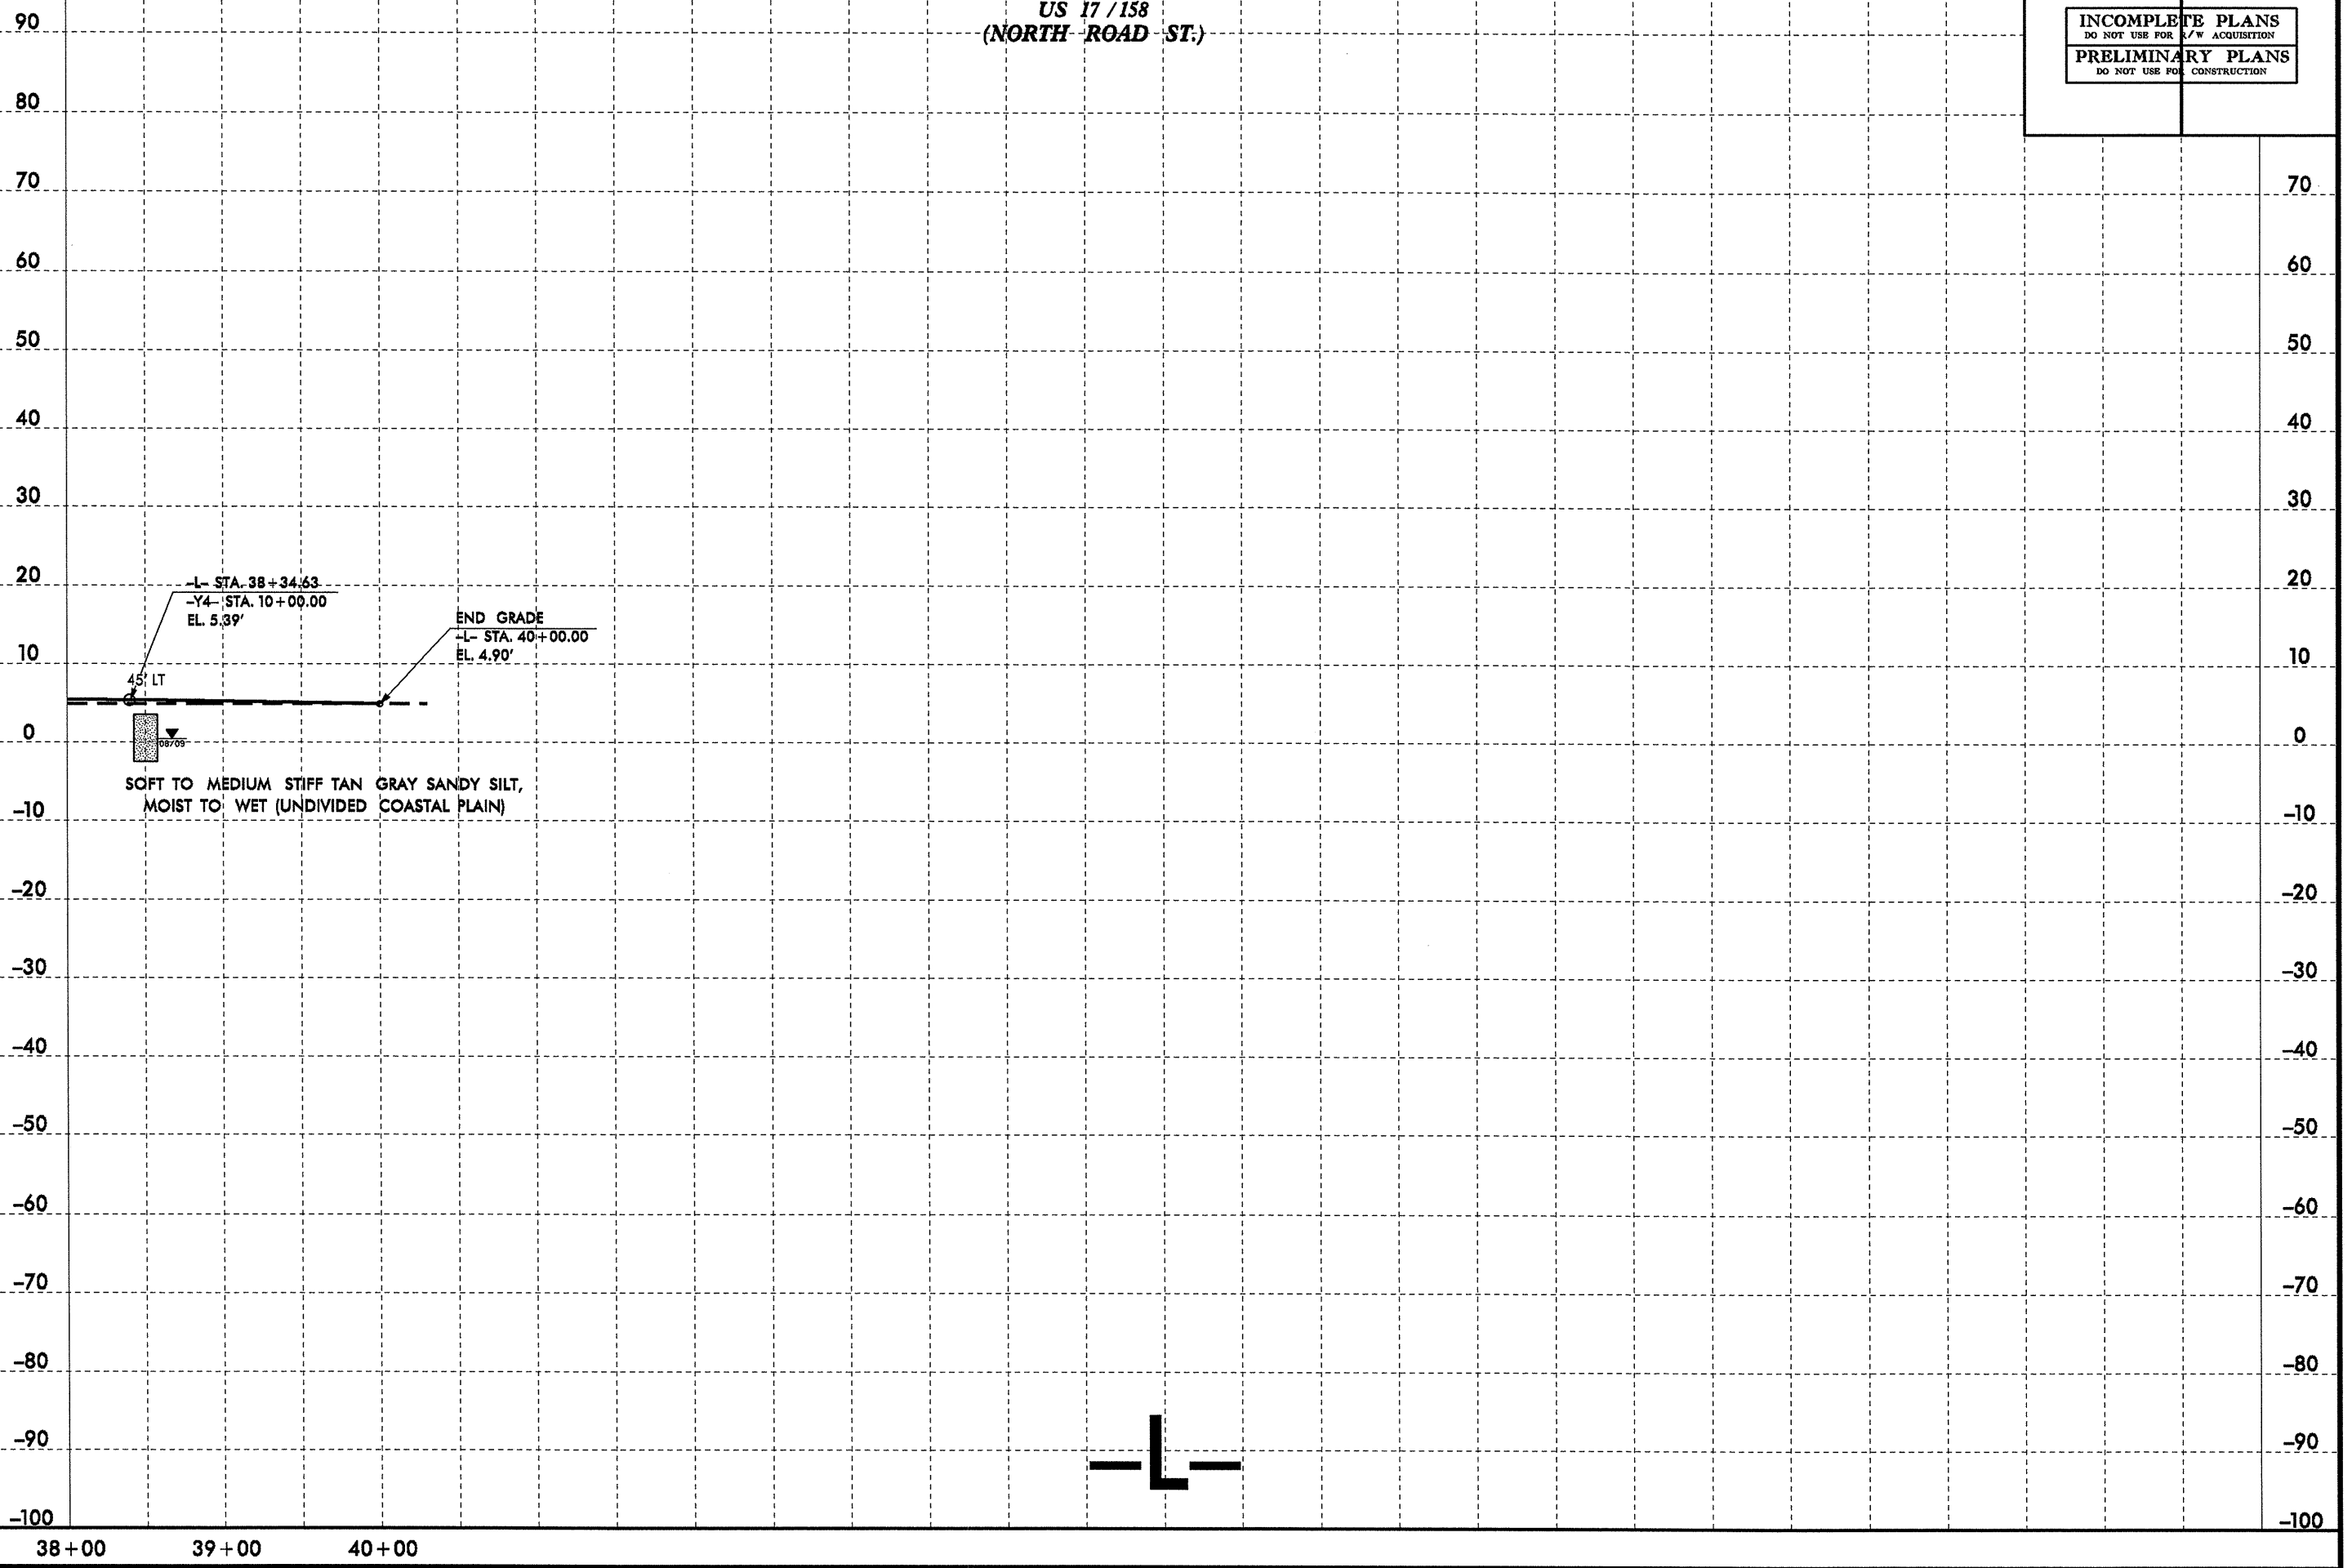 US 17 / 158
(NORTH ROAD ST.)
INCOMPLETE PLANS
DO NOT USE FOR R/W ACQUISITION
PRELIMINARY PLANS
DO NOT USE FOR CONSTRUCTION
90
80
70 70
60 60
50 50
40 40
30 30
20 20
-L- STA. 38+34.63
-Y4- STA. 10+00.00
EL. 5.39'
END GRADE
-L- STA. 40+00.00
EL. 4.90'
10 10
45' LT
0 0
08/09
SOFT TO MEDIUM STIFF TAN GRAY SANDY SILT,
MOIST TO WET (UNDIVIDED COASTAL PLAIN)
-10 -10
-20 -20
-30 -30
-40 -40
-50 -50
-60 -60
-70 -70
-80 -80
-90 -90
-L-
-100 -100
38+00 39+00 40+00